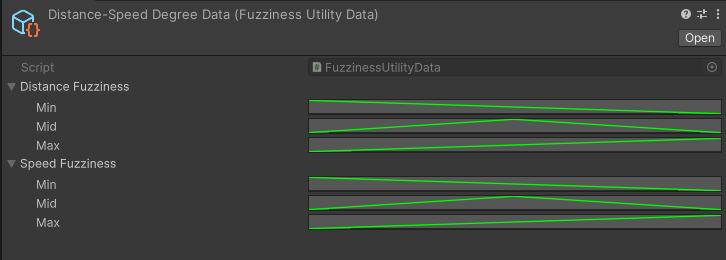 Distance-Speed Degree Data (Fuzziness Utility Data)
Open
Script FuzzinessUtilityData
Distance Fuzziness
Min
Mid
Max
Speed Fuzziness
Min
Mid
Max